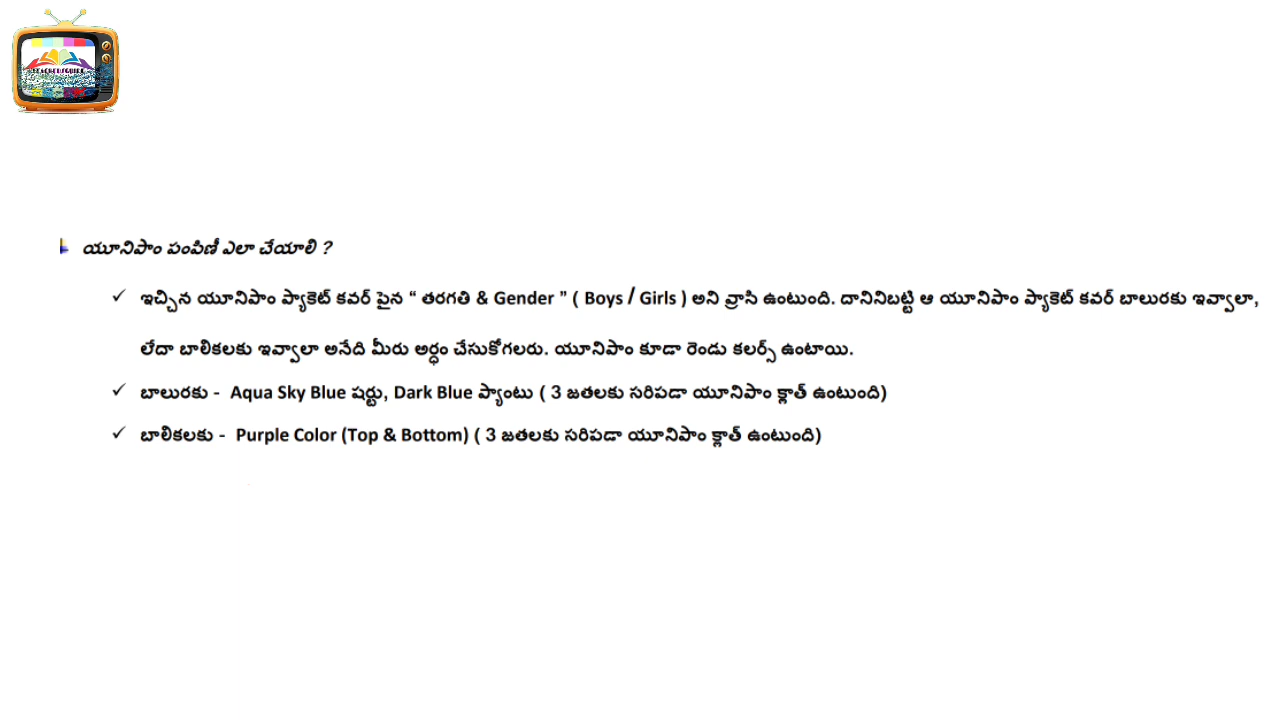 TEACHERSGUIDE
యూనిఫాం పంపిణీ ఎలా చేయాలి ?
ఇచ్చిన యూనిఫాం ప్యాకెట్ కవర్ పైన “ తరగతి & Gender ” ( Boys / Girls ) అని వ్రాసి ఉంటుంది. దానినిబట్టి ఆ యూనిఫాం ప్యాకెట్ కవర్ బాలురకు ఇవ్వాలా,
లేదా బాలికలకు ఇవ్వాలా అనేది మీరు అర్ధం చేసుకోగలరు. యూనిఫాం కూడా రెండు కలర్స్ ఉంటాయి.
బాలురకు - Aqua Sky Blue షర్టు, Dark Blue ప్యాంటు ( 3 జతలకు సరిపడా యూనిఫాం క్లాత్ ఉంటుంది)
బాలికలకు - Purple Color (Top & Bottom) ( 3 జతలకు సరిపడా యూనిఫాం క్లాత్ ఉంటుంది)